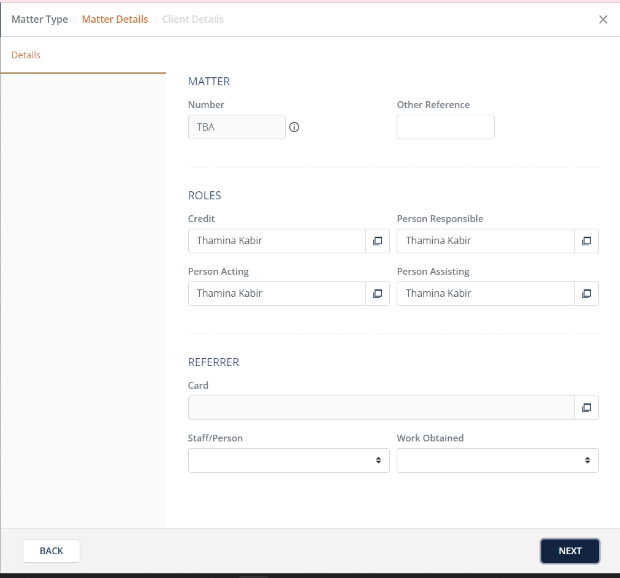 Matter Type Matter Details Client Details
Details
MATTER
Number Other Reference
TBA
ROLES
Credit Person Responsible
Thamina Kabir Thamina Kabir
Person Acting Person Assisting
Thamina Kabir Thamina Kabir
REFERRER
Card
Staff/Person Work Obtained
BACK NEXT